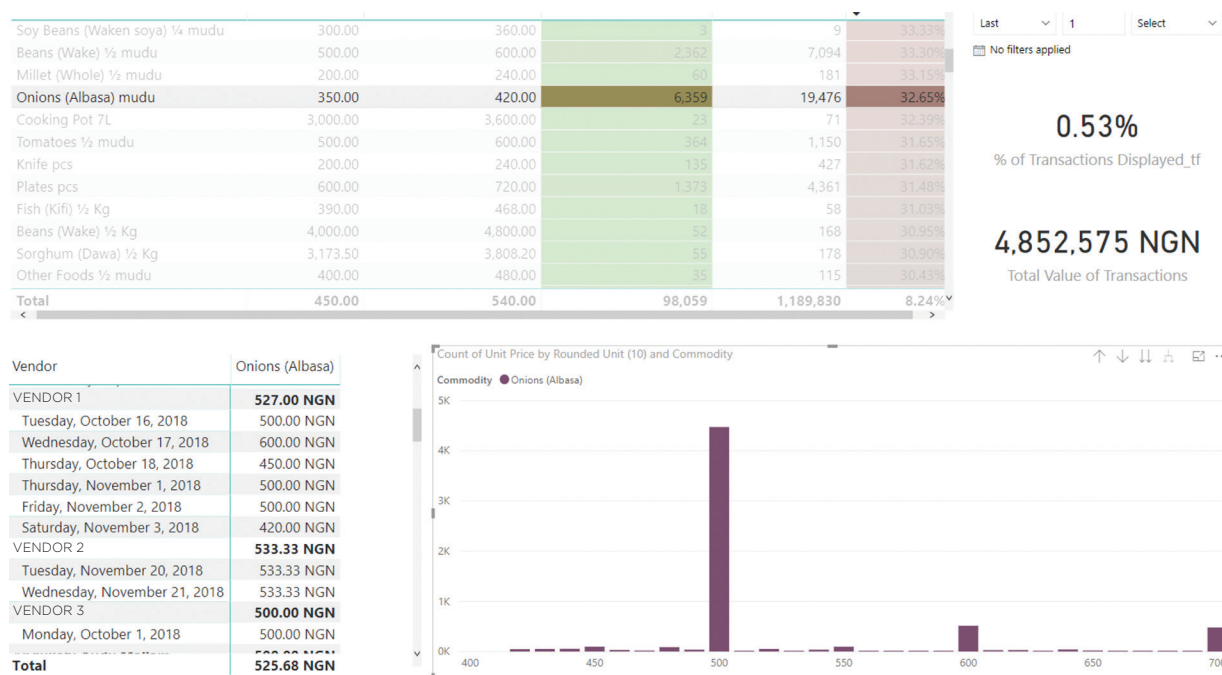 Soy Beans (Waken soya) ¼ mudu 300.00 360.00 3 9 33.33%
Beans (Wake) ½ mudu 500.00 600.00 2,362 7,094 33.30%
Millet (Whole) ½ mudu 200.00 240.00 60 181 33.15%
Onions (Albasa) mudu 350.00 420.00 6,359 19,476 32.65%
Cooking Pot 7L 3,000.00 3,600.00 23 71 32.39%
Tomatoes ½ mudu 500.00 600.00 364 1,150 31.65%
Knife pcs 200.00 240.00 135 427 31.62%
Plates pcs 600.00 720.00 1,373 4,361 31.48%
Fish (Kifi) ½ Kg 390.00 468.00 18 58 31.03%
Beans (Wake) ½ Kg 4,000.00 4,800.00 52 168 30.95%
Sorghum (Dawa) ½ Kg 3,173.50 3,808.20 55 178 30.90%
Other Foods ½ mudu 400.00 480.00 35 115 30.43%
Total 450.00 540.00 98,059 1,189,830 8.24%
Last 1 Select
No filters applied
0.53%
% of Transactions Displayed_tf
4,852,575 NGN
Total Value of Transactions
Vendor Onions (Albasa)
VENDOR 1 527.00 NGN
Tuesday, October 16, 2018 500.00 NGN
Wednesday, October 17, 2018 600.00 NGN
Thursday, October 18, 2018 450.00 NGN
Thursday, November 1, 2018 500.00 NGN
Friday, November 2, 2018 500.00 NGN
Saturday, November 3, 2018 420.00 NGN
VENDOR 2 533.33 NGN
Tuesday, November 20, 2018 533.33 NGN
Wednesday, November 21, 2018 533.33 NGN
VENDOR 3 500.00 NGN
Monday, October 1, 2018 500.00 NGN
Total 525.68 NGN
Count of Unit Price by Rounded Unit (10) and Commodity
Commodity Onions (Albasa)
5K
4K
3K
2K
1K
0K
400 450 500 550 600 650 700